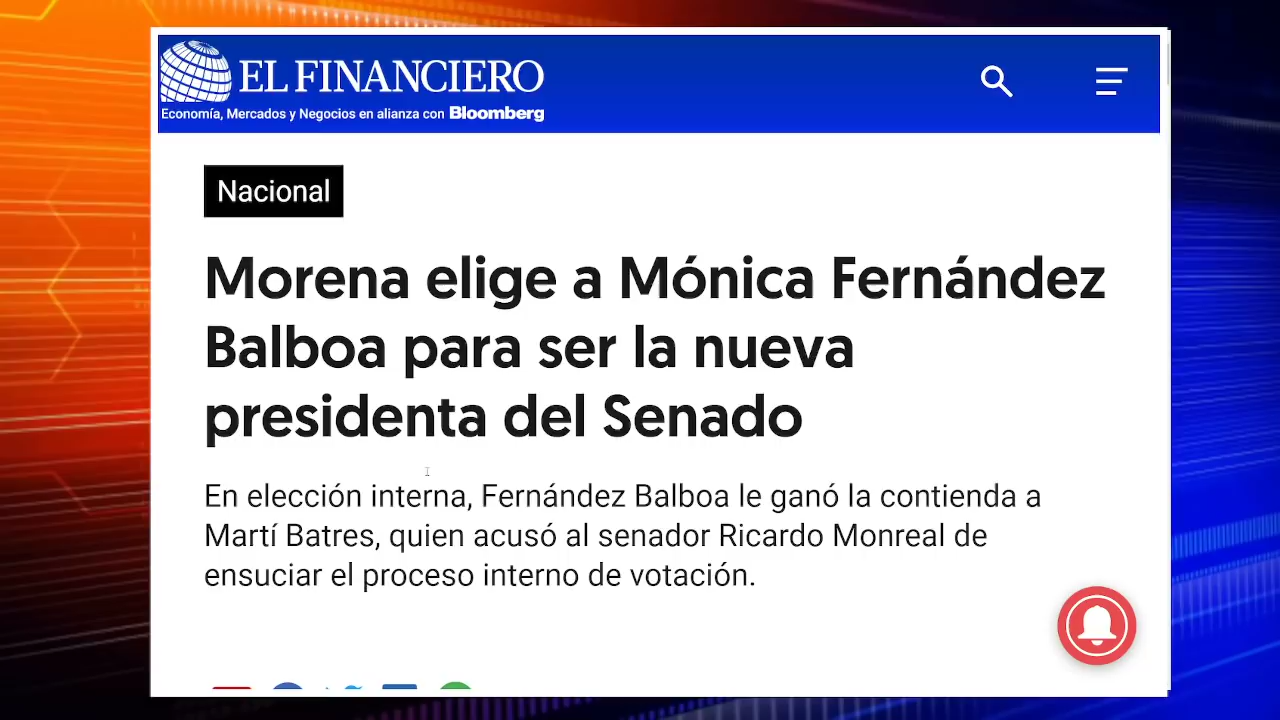 EL FINANCIERO
Economía, Mercados y Negocios en alianza con Bloomberg
Nacional
Morena elige a Mónica Fernández
Balboa para ser la nueva
presidenta del Senado
En elección interna, Fernández Balboa le ganó la contienda a
Martí Batres, quien acusó al senador Ricardo Monreal de
ensuciar el proceso interno de votación.